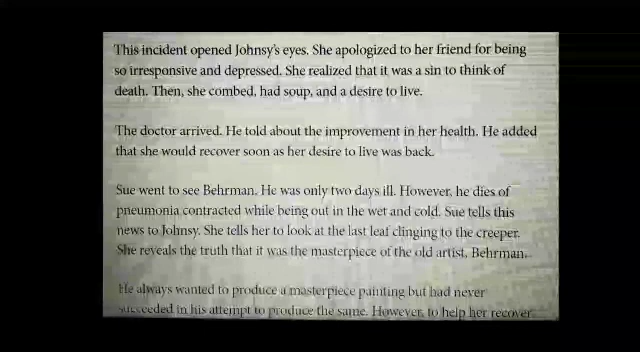 This incident opened Johnsy's eyes. She apologized to her friend for being
so irresponsive and depressed. She realized that it was a sin to think of
death. Then, she combed, had soup, and a desire to live.
The doctor arrived. He told about the improvement in her health. He added
that she would recover soon as her desire to live was back.
Sue went to see Behrman. He was only two days ill. However, he dies of
pneumonia contracted while being out in the wet and cold. Sue tells this
news to Johnsy. She tells her to look at the last leaf clinging to the creeper.
She reveals the truth that it was the masterpiece of the old artist, Behrman.
He always wanted to produce a masterpiece painting but had never
succeeded in his attempt to produce the same. However, to help her recover